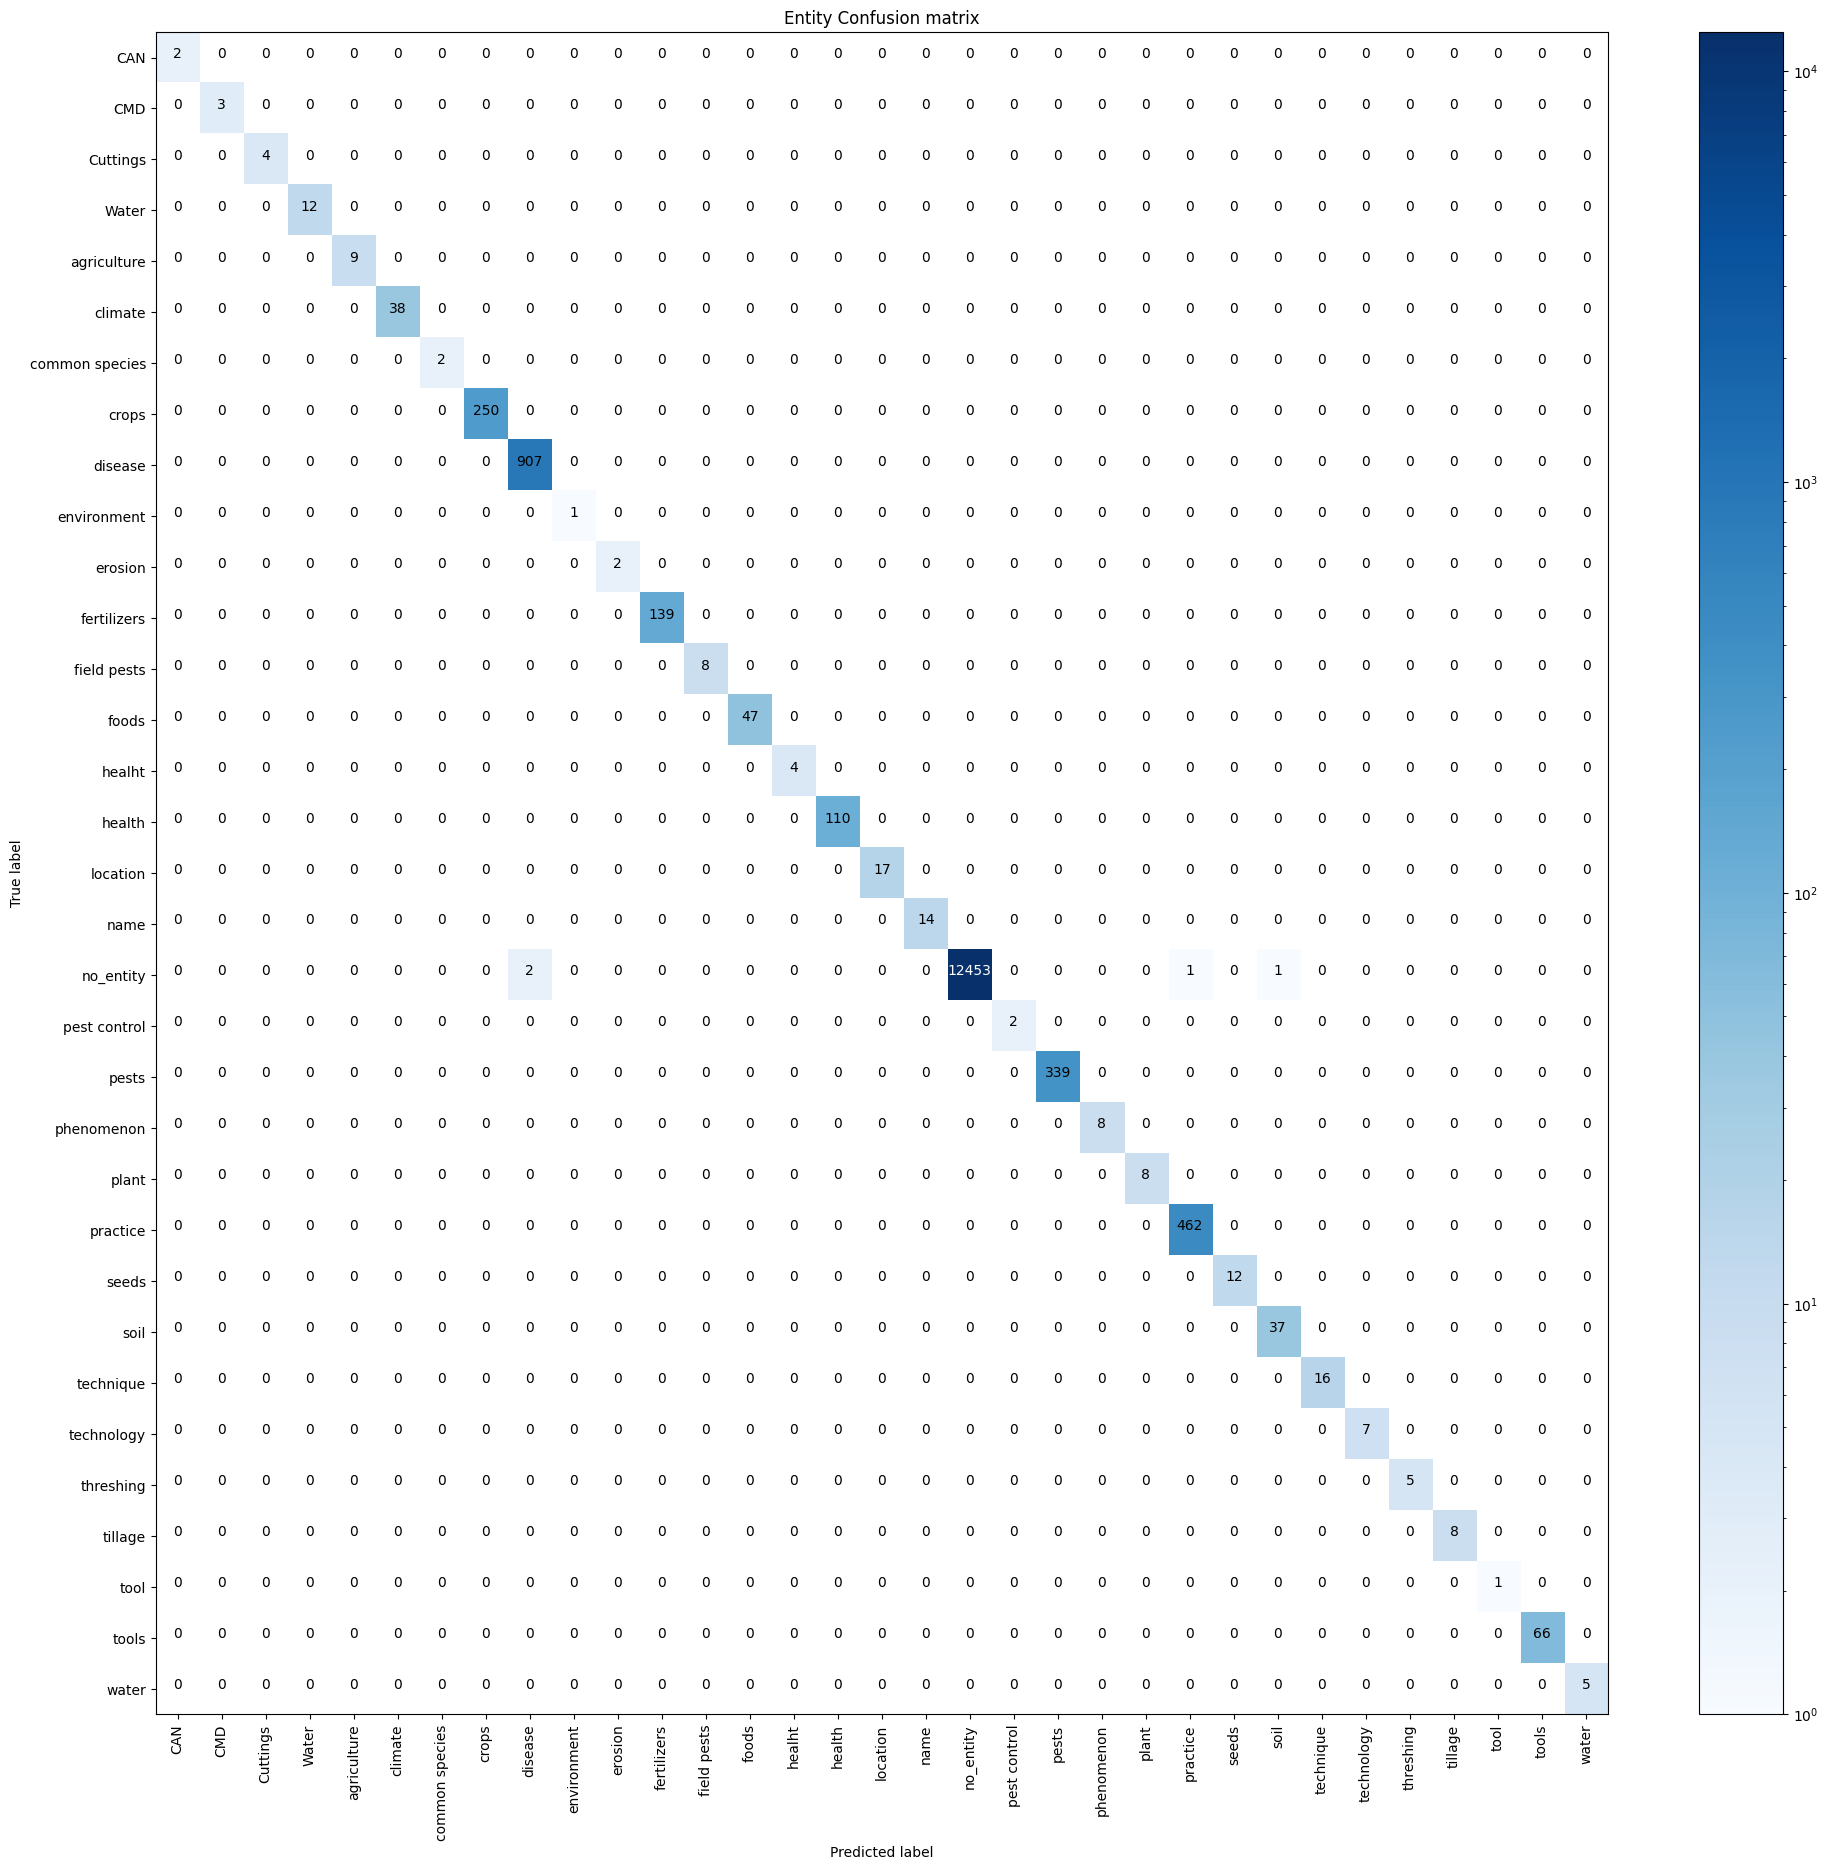 Entity Confusion matrix
CAN 2 0 0 0 0 0 0 0 0 0 0 0 0 0 0 0 0 0 0 0 0 0 0 0 0 0 0 0 0 0 0 0 0
CMD 0 3 0 0 0 0 0 0 0 0 0 0 0 0 0 0 0 0 0 0 0 0 0 0 0 0 0 0 0 0 0 0 0
Cuttings 0 0 4 0 0 0 0 0 0 0 0 0 0 0 0 0 0 0 0 0 0 0 0 0 0 0 0 0 0 0 0 0 0
Water 0 0 0 12 0 0 0 0 0 0 0 0 0 0 0 0 0 0 0 0 0 0 0 0 0 0 0 0 0 0 0 0 0
agriculture 0 0 0 0 9 0 0 0 0 0 0 0 0 0 0 0 0 0 0 0 0 0 0 0 0 0 0 0 0 0 0 0 0
climate 0 0 0 0 0 38 0 0 0 0 0 0 0 0 0 0 0 0 0 0 0 0 0 0 0 0 0 0 0 0 0 0 0
common species 0 0 0 0 0 0 2 0 0 0 0 0 0 0 0 0 0 0 0 0 0 0 0 0 0 0 0 0 0 0 0 0 0
crops 0 0 0 0 0 0 0 250 0 0 0 0 0 0 0 0 0 0 0 0 0 0 0 0 0 0 0 0 0 0 0 0 0
disease 0 0 0 0 0 0 0 0 907 0 0 0 0 0 0 0 0 0 0 0 0 0 0 0 0 0 0 0 0 0 0 0 0
environment 0 0 0 0 0 0 0 0 0 1 0 0 0 0 0 0 0 0 0 0 0 0 0 0 0 0 0 0 0 0 0 0 0
erosion 0 0 0 0 0 0 0 0 0 0 2 0 0 0 0 0 0 0 0 0 0 0 0 0 0 0 0 0 0 0 0 0 0
fertilizers 0 0 0 0 0 0 0 0 0 0 0 139 0 0 0 0 0 0 0 0 0 0 0 0 0 0 0 0 0 0 0 0 0
field pests 0 0 0 0 0 0 0 0 0 0 0 0 8 0 0 0 0 0 0 0 0 0 0 0 0 0 0 0 0 0 0 0 0
foods 0 0 0 0 0 0 0 0 0 0 0 0 0 47 0 0 0 0 0 0 0 0 0 0 0 0 0 0 0 0 0 0 0
healht 0 0 0 0 0 0 0 0 0 0 0 0 0 0 4 0 0 0 0 0 0 0 0 0 0 0 0 0 0 0 0 0 0
health 0 0 0 0 0 0 0 0 0 0 0 0 0 0 0 110 0 0 0 0 0 0 0 0 0 0 0 0 0 0 0 0 0
location 0 0 0 0 0 0 0 0 0 0 0 0 0 0 0 0 17 0 0 0 0 0 0 0 0 0 0 0 0 0 0 0 0
name 0 0 0 0 0 0 0 0 0 0 0 0 0 0 0 0 0 14 0 0 0 0 0 0 0 0 0 0 0 0 0 0 0
no_entity 0 0 0 0 0 0 0 0 2 0 0 0 0 0 0 0 0 0 12453 0 0 0 0 1 0 1 0 0 0 0 0 0 0
pest control 0 0 0 0 0 0 0 0 0 0 0 0 0 0 0 0 0 0 0 2 0 0 0 0 0 0 0 0 0 0 0 0 0
pests 0 0 0 0 0 0 0 0 0 0 0 0 0 0 0 0 0 0 0 0 339 0 0 0 0 0 0 0 0 0 0 0 0
phenomenon 0 0 0 0 0 0 0 0 0 0 0 0 0 0 0 0 0 0 0 0 0 8 0 0 0 0 0 0 0 0 0 0 0
plant 0 0 0 0 0 0 0 0 0 0 0 0 0 0 0 0 0 0 0 0 0 0 8 0 0 0 0 0 0 0 0 0 0
practice 0 0 0 0 0 0 0 0 0 0 0 0 0 0 0 0 0 0 0 0 0 0 0 462 0 0 0 0 0 0 0 0 0
seeds 0 0 0 0 0 0 0 0 0 0 0 0 0 0 0 0 0 0 0 0 0 0 0 0 12 0 0 0 0 0 0 0 0
soil 0 0 0 0 0 0 0 0 0 0 0 0 0 0 0 0 0 0 0 0 0 0 0 0 0 37 0 0 0 0 0 0 0
technique 0 0 0 0 0 0 0 0 0 0 0 0 0 0 0 0 0 0 0 0 0 0 0 0 0 0 16 0 0 0 0 0 0
technology 0 0 0 0 0 0 0 0 0 0 0 0 0 0 0 0 0 0 0 0 0 0 0 0 0 0 0 7 0 0 0 0 0
threshing 0 0 0 0 0 0 0 0 0 0 0 0 0 0 0 0 0 0 0 0 0 0 0 0 0 0 0 0 5 0 0 0 0
tillage 0 0 0 0 0 0 0 0 0 0 0 0 0 0 0 0 0 0 0 0 0 0 0 0 0 0 0 0 0 8 0 0 0
tool 0 0 0 0 0 0 0 0 0 0 0 0 0 0 0 0 0 0 0 0 0 0 0 0 0 0 0 0 0 0 1 0 0
tools 0 0 0 0 0 0 0 0 0 0 0 0 0 0 0 0 0 0 0 0 0 0 0 0 0 0 0 0 0 0 0 66 0
water 0 0 0 0 0 0 0 0 0 0 0 0 0 0 0 0 0 0 0 0 0 0 0 0 0 0 0 0 0 0 0 0 5
True label
CAN
CMD
Cuttings
Water
agriculture
climate
common species
crops
disease
environment
erosion
fertilizers
field pests
foods
healht
health
location
name
no_entity
pest control
pests
phenomenon
plant
practice
seeds
soil
technique
technology
threshing
tillage
tool
tools
water
Predicted label
10⁴
10³
10²
10¹
10⁰